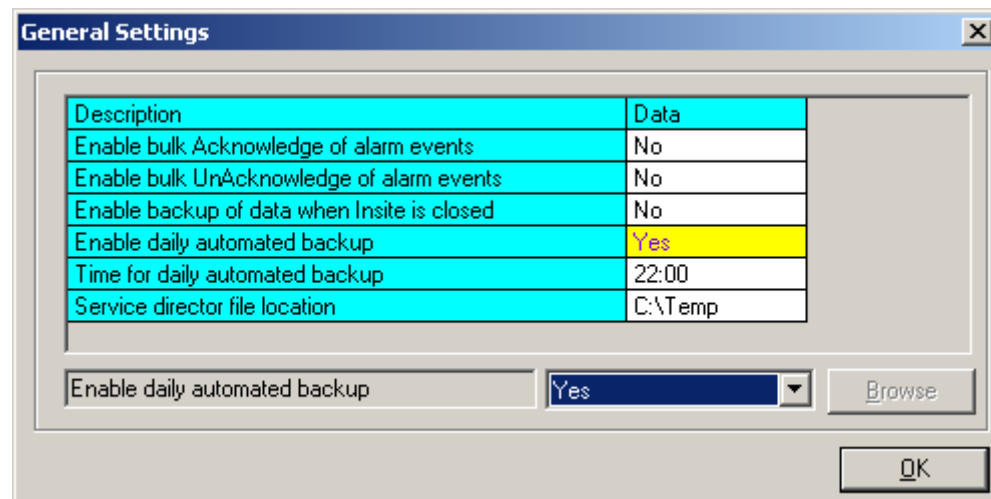 General Settings
Description Data
Enable bulk Acknowledge of alarm events No
Enable bulk UnAcknowledge of alarm events No
Enable backup of data when Insite is closed No
Enable daily automated backup Yes
Time for daily automated backup 22:00
Service director file location C:\Temp
Enable daily automated backup Yes Browse
OK